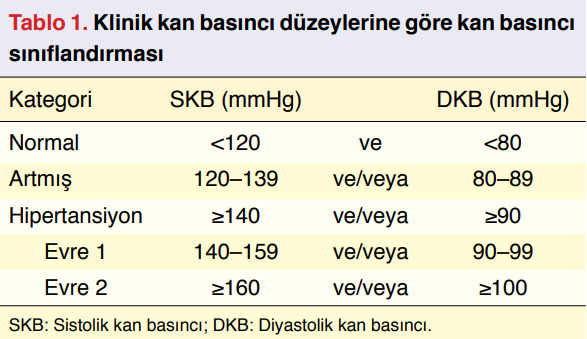 Tablo 1. Klinik kan basıncı düzeylerine göre kan basıncı
sınıflandırması
Kategori SKB (mmHg) DKB (mmHg)
Normal <120 ve <80
Artmış 120–139 ve/veya 80–89
Hipertansiyon ≥140 ve/veya ≥90
Evre 1 140–159 ve/veya 90–99
Evre 2 ≥160 ve/veya ≥100
SKB: Sistolik kan basıncı; DKB: Diyastolik kan basıncı.